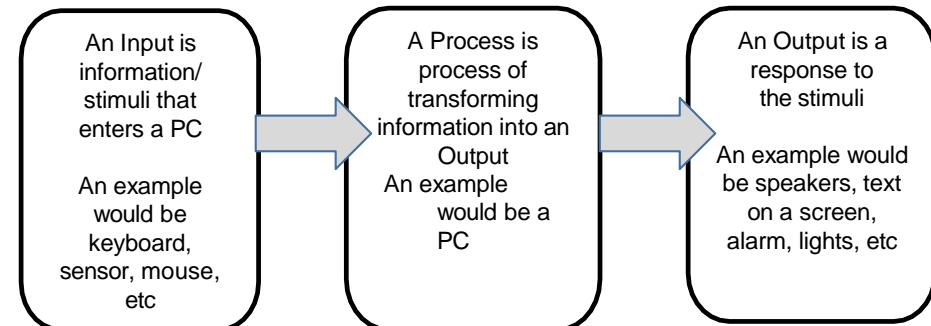 An Input is
information/
stimuli that
enters a PC
An example
would be
keyboard,
sensor, mouse,
etc
A Process is
process of
transforming
information into an
Output
An example
would be a
PC
An Output is a
response to
the stimuli
An example would
be speakers, text
on a screen,
alarm, lights, etc